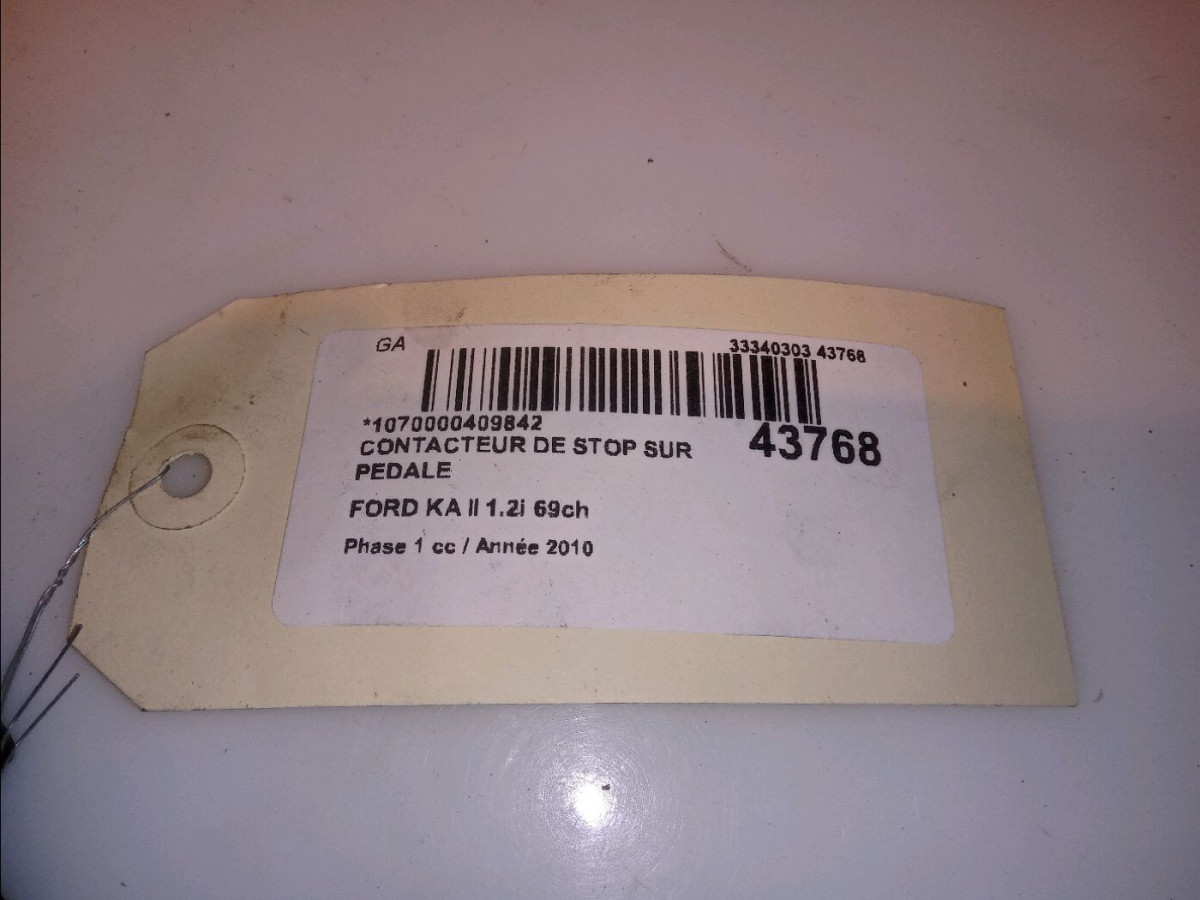 GA
33340303 43768
*1070000409842
43768
CONTACTEUR DE STOP SUR
PEDALE
FORD KA II 1.2i 69ch
Phase 1 cc / Année 2010